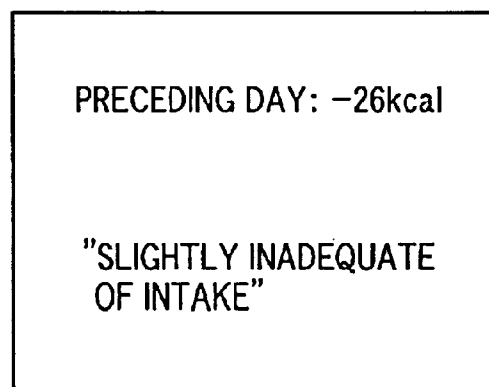 PRECEDING DAY: −26kcal
"SLIGHTLY INADEQUATE
OF INTAKE"